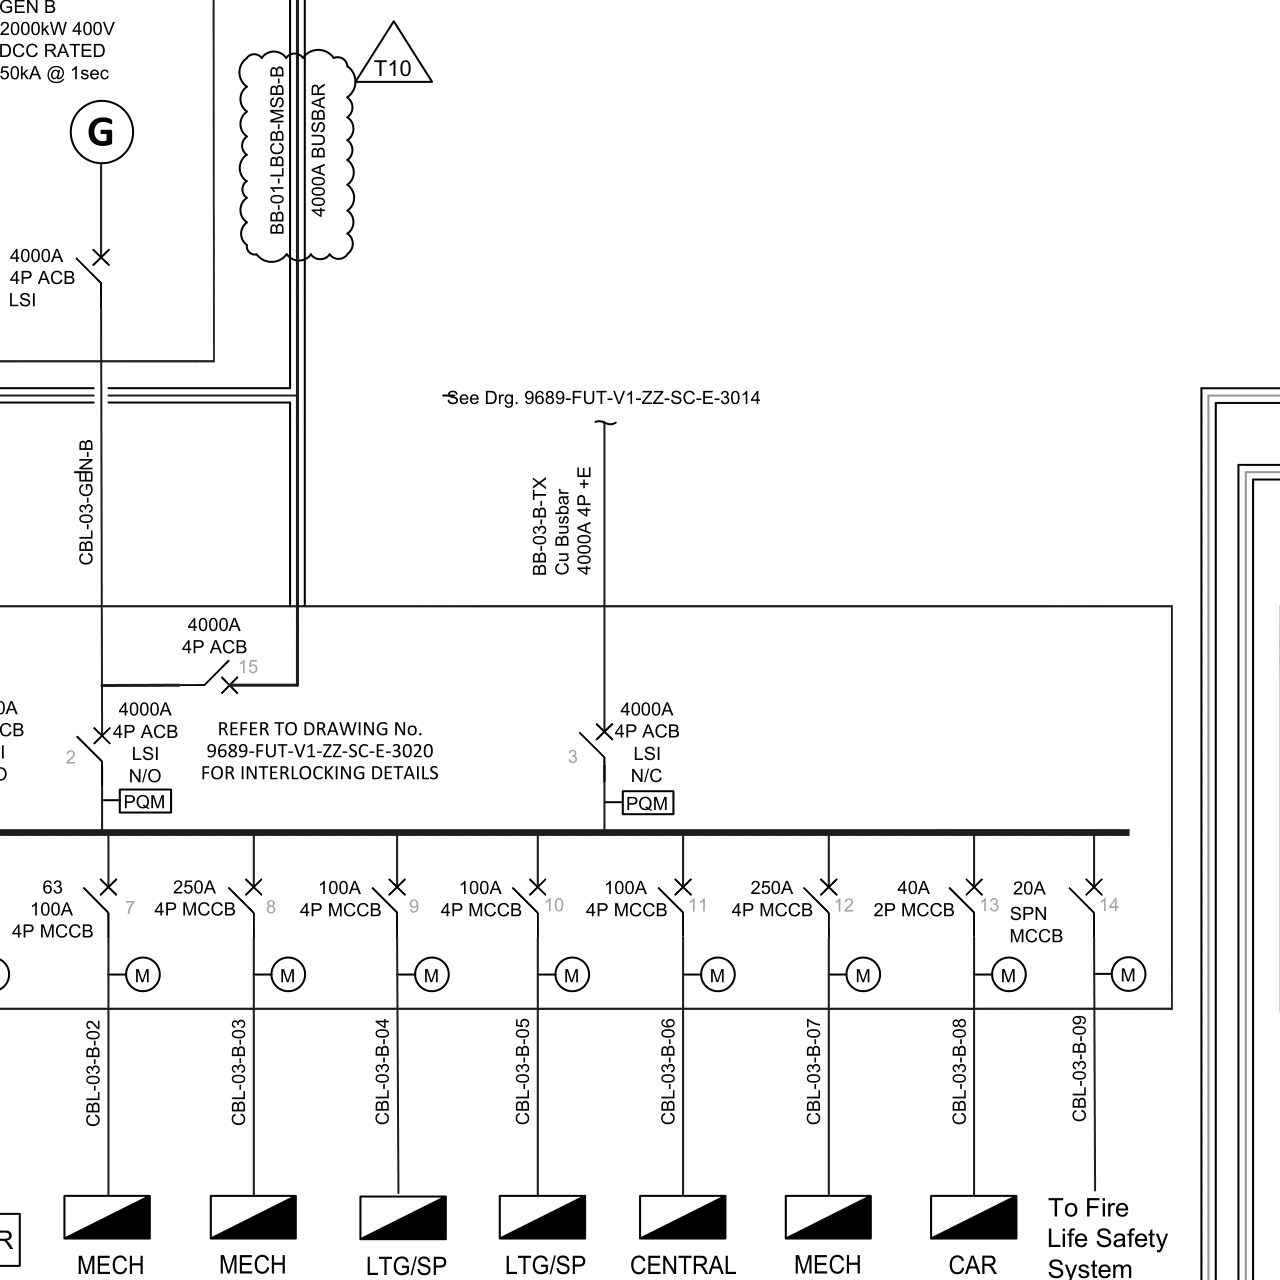 GEN B
2000kW 400V
DCC RATED
50kA @ 1sec
G
4000A
4P ACB
LSI
BB-01-LBCB-MSB-B
4000A BUSBAR
T10
See Drg. 9689-FUT-V1-ZZ-SC-E-3014
CBL-03-GEN-B
BB-03-B-TX
Cu Busbar
4000A 4P +E
4000A
4P ACB
15
4000A
4P ACB
LSI
N/O
2
PQM
REFER TO DRAWING No.
9689-FUT-V1-ZZ-SC-E-3020
FOR INTERLOCKING DETAILS
4000A
4P ACB
LSI
N/C
3
PQM
63
100A
4P MCCB
7
250A
4P MCCB
8
100A
4P MCCB
9
100A
4P MCCB
10
100A
4P MCCB
11
250A
4P MCCB
12
40A
2P MCCB
13
20A
SPN
MCCB
14
M
M
M
M
M
M
M
M
CBL-03-B-02
CBL-03-B-03
CBL-03-B-04
CBL-03-B-05
CBL-03-B-06
CBL-03-B-07
CBL-03-B-08
CBL-03-B-09
R
MECH
MECH
LTG/SP
LTG/SP
CENTRAL
MECH
CAR
To Fire
Life Safety
System